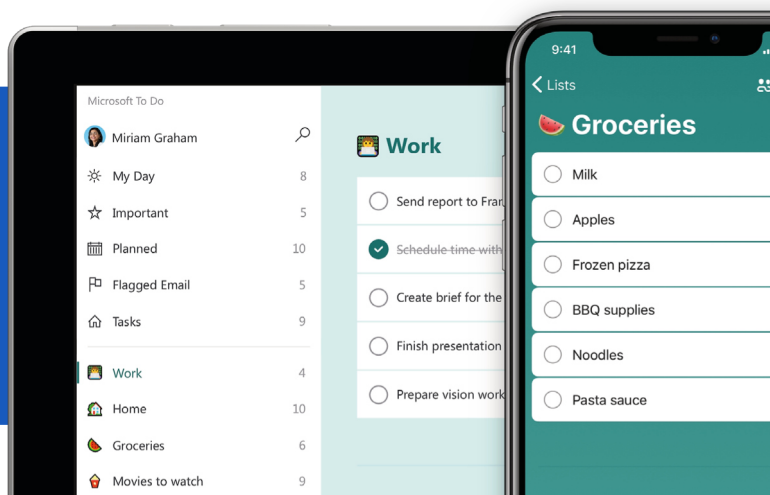 Microsoft To Do
Miriam Graham
My Day 8
Important 5
Planned 10
Flagged Email 5
Tasks 9
Work 4
Home 10
Groceries 6
Movies to watch 9
Work
Send report to
Schedule time with
Create brief for the
Finish presentation
Prepare vision
9:41
Lists
Groceries
Milk
Apples
Frozen pizza
BBQ supplies
Noodles
Pasta sauce